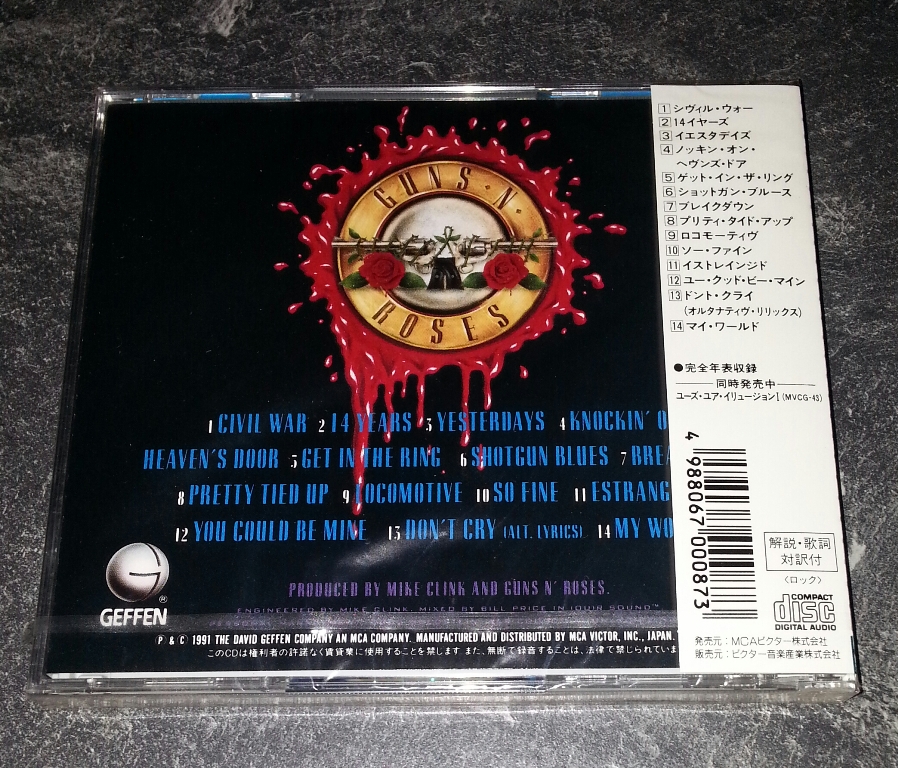 GUNS N'
ROSES
1 CIVIL WAR 2 14 YEARS 3 YESTERDAYS 4 KNOCKIN' O
HEAVEN'S DOOR 5 GET IN THE RING 6 SHOTGUN BLUES 7 BREA
8 PRETTY TIED UP 9 LOCOMOTIVE 10 SO FINE 11 ESTRANG
12 YOU COULD BE MINE 13 DON'T CRY (ALT. LYRICS) 14 MY WO
PRODUCED BY MIKE CLINK AND GUNS N' ROSES.
ENGINEERED BY MIKE CLINK. MIXED BY BILL PRICE
GEFFEN®
℗ & © 1991 THE DAVID GEFFEN COMPANY AN MCA COMPANY. MANUFACTURED AND DISTRIBUTED BY MCA VICTOR, INC., JAPAN.
このCDは権利者の許諾なく賃貸業に使用することを禁じます また、無断で録音することは、法律で禁じられていま
1 シヴィル・ウォー
2 14イヤーズ
3 イエスタデイズ
4 ノッキン・オン・
ヘヴンズ・ドア
5 ゲット・イン・ザ・リング
6 ショットガン・ブルース
7 ブレイクダウン
8 プリティ・タイド・アップ
9 ロコモーティヴ
10 ソー・ファイン
11 イストレインジド
12 ユー・クッド・ビー・マイン
13 ドント・クライ
(オルタナティヴ・リリックス)
14 マイ・ワールド
●完全年表収録
同時発売中
ユーズ・ユア・イリュージョンI (MVCG-43)
4 988067 000873
解説・歌詞
対訳付
<ロック>
COMPACT
disc
DIGITAL AUDIO
発売元：MCAビクター株式会社
販売元：ビクター音楽産業株式会社